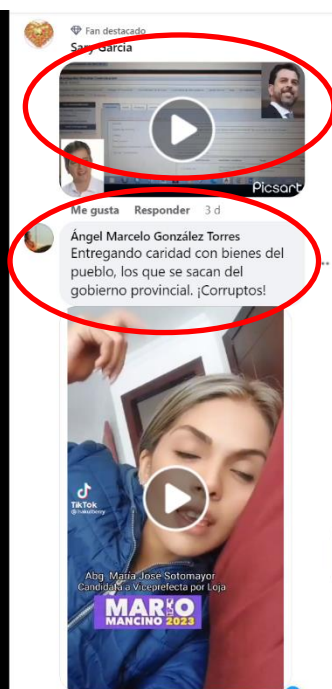 Fan destacado
Sary Garcia
Picsart
Me gusta Responder 3 d
Ángel Marcelo González Torres
Entregando caridad con bienes del
pueblo, los que se sacan del
gobierno provincial. ¡Corruptos!
TikTok
Abg. María José Sotomayor
Candidata a Viceprefecta por Loja
MARIO
MANCINO 2023